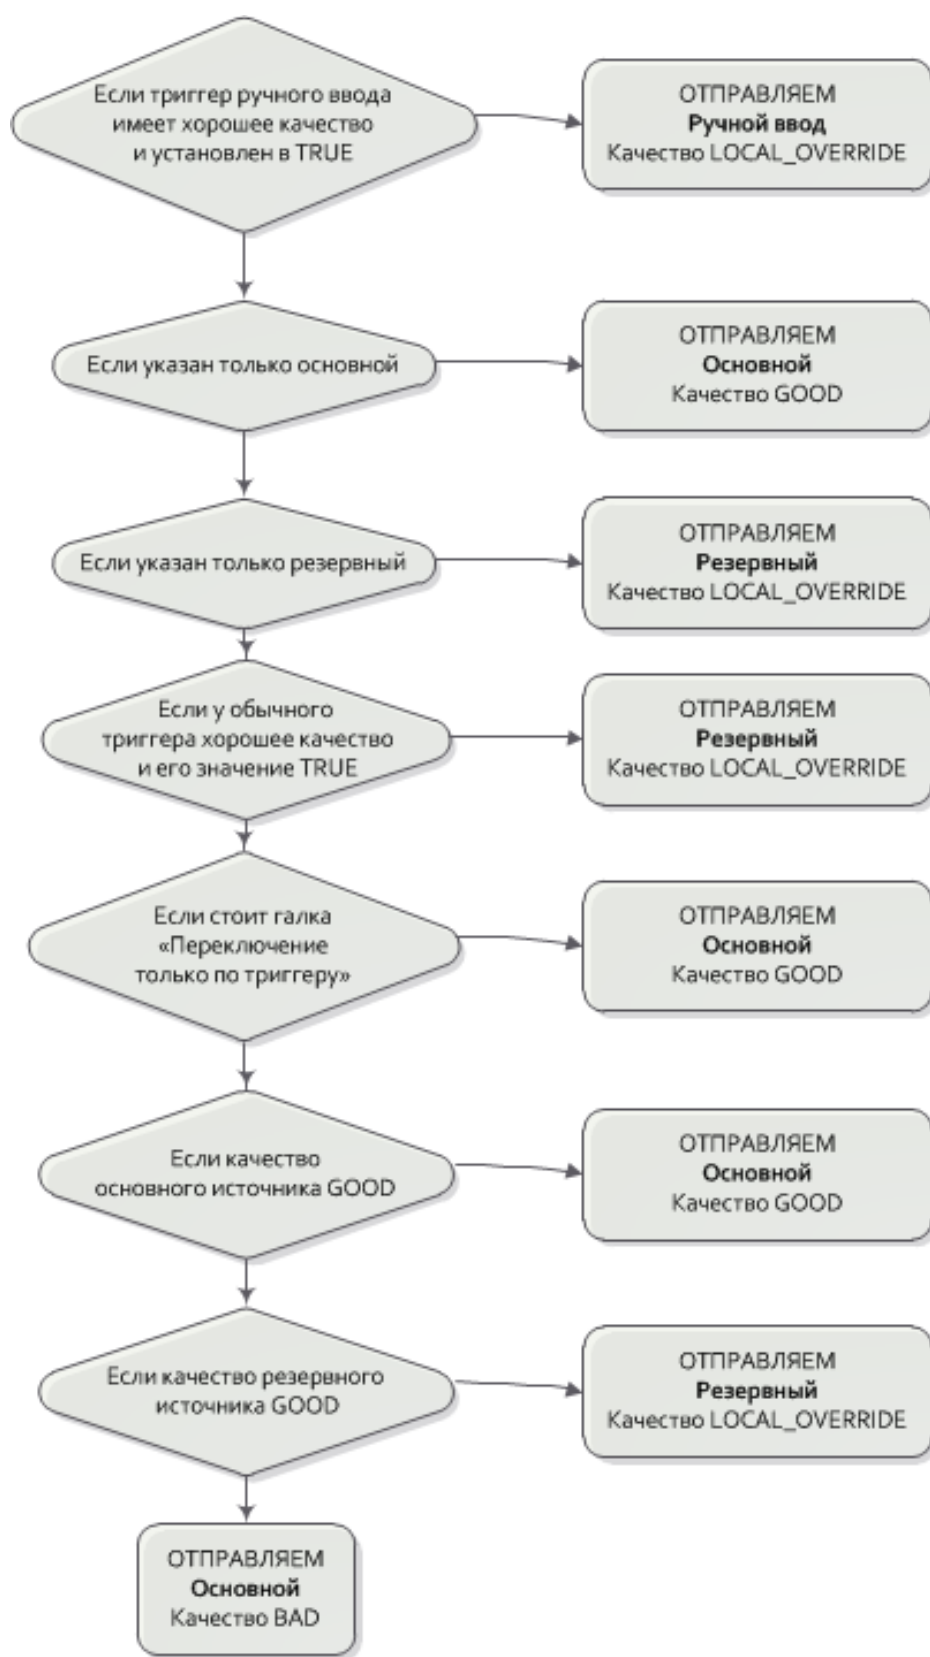 Если триггер ручного ввода
имеет хорошее качество
и установлен в TRUE
ОТПРАВЛЯЕМ
Ручной ввод
Качество LOCAL_OVERRIDE
Если указан только основной
ОТПРАВЛЯЕМ
Основной
Качество GOOD
Если указан только резервный
ОТПРАВЛЯЕМ
Резервный
Качество LOCAL_OVERRIDE
Если у обычного
триггера хорошее качество
и его значение TRUE
ОТПРАВЛЯЕМ
Резервный
Качество LOCAL_OVERRIDE
Если стоит галка
«Переключение
только по триггеру»
ОТПРАВЛЯЕМ
Основной
Качество GOOD
Если качество
основного источника GOOD
ОТПРАВЛЯЕМ
Основной
Качество GOOD
Если качество резервного
источника GOOD
ОТПРАВЛЯЕМ
Резервный
Качество LOCAL_OVERRIDE
ОТПРАВЛЯЕМ
Основной
Качество BAD